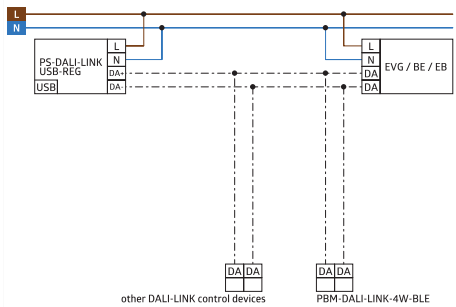 L
N
PS-DALI-LINK
USB-REG
USB
L
N
DA+
DA-
L
N
DA
DA
EVG / BE / EB
DA DA
DA DA
other DALI-LINK control devices
PBM-DALI-LINK-4W-BLE